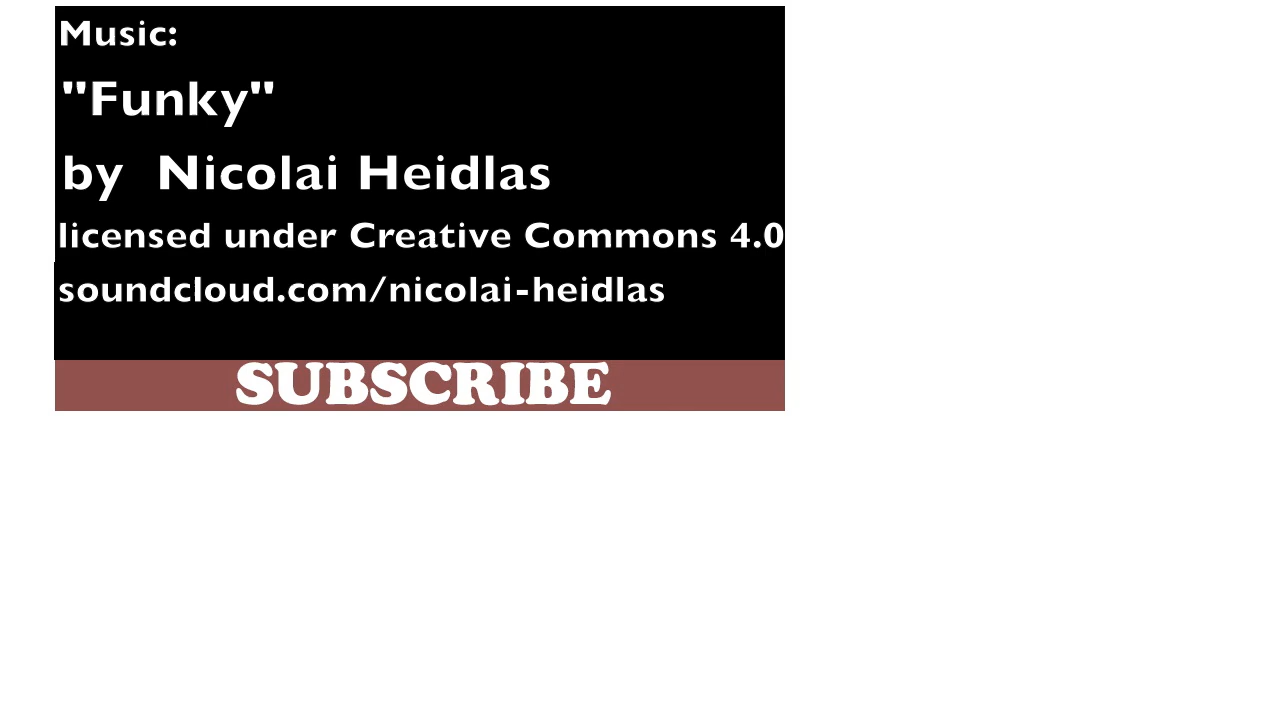 Music:
"Funky"
by Nicolai Heidlas
licensed under Creative Commons 4.0
soundcloud.com/nicolai-heidlas
SUBSCRIBE